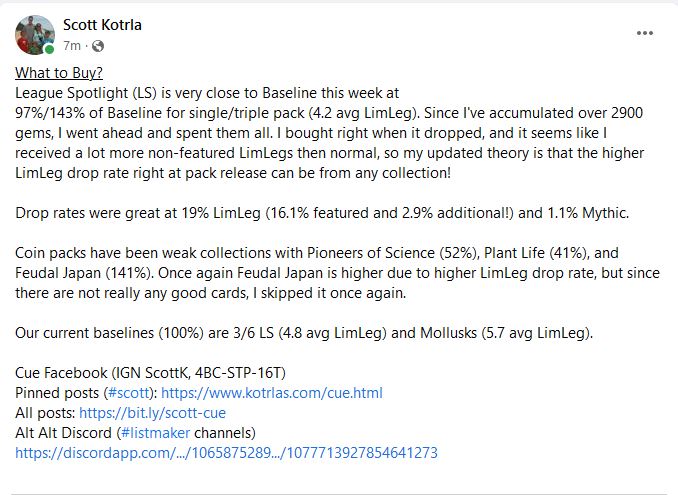 Scott Kotrla
7m ·
What to Buy?
League Spotlight (LS) is very close to Baseline this week at
97%/143% of Baseline for single/triple pack (4.2 avg LimLeg). Since I've accumulated over 2900
gems, I went ahead and spent them all. I bought right when it dropped, and it seems like I
received a lot more non-featured LimLegs then normal, so my updated theory is that the higher
LimLeg drop rate right at pack release can be from any collection!
Drop rates were great at 19% LimLeg (16.1% featured and 2.9% additional!) and 1.1% Mythic.
Coin packs have been weak collections with Pioneers of Science (52%), Plant Life (41%), and
Feudal Japan (141%). Once again Feudal Japan is higher due to higher LimLeg drop rate, but since
there are not really any good cards, I skipped it once again.
Our current baselines (100%) are 3/6 LS (4.8 avg LimLeg) and Mollusks (5.7 avg LimLeg).
Cue Facebook (IGN ScottK, 4BC-STP-16T)
Pinned posts (#scott): https://www.kotrlas.com/cue.html
All posts: https://bit.ly/scott-cue
Alt Alt Discord (#listmaker channels)
https://discordapp.com/.../1065875289.../1077713927854641273